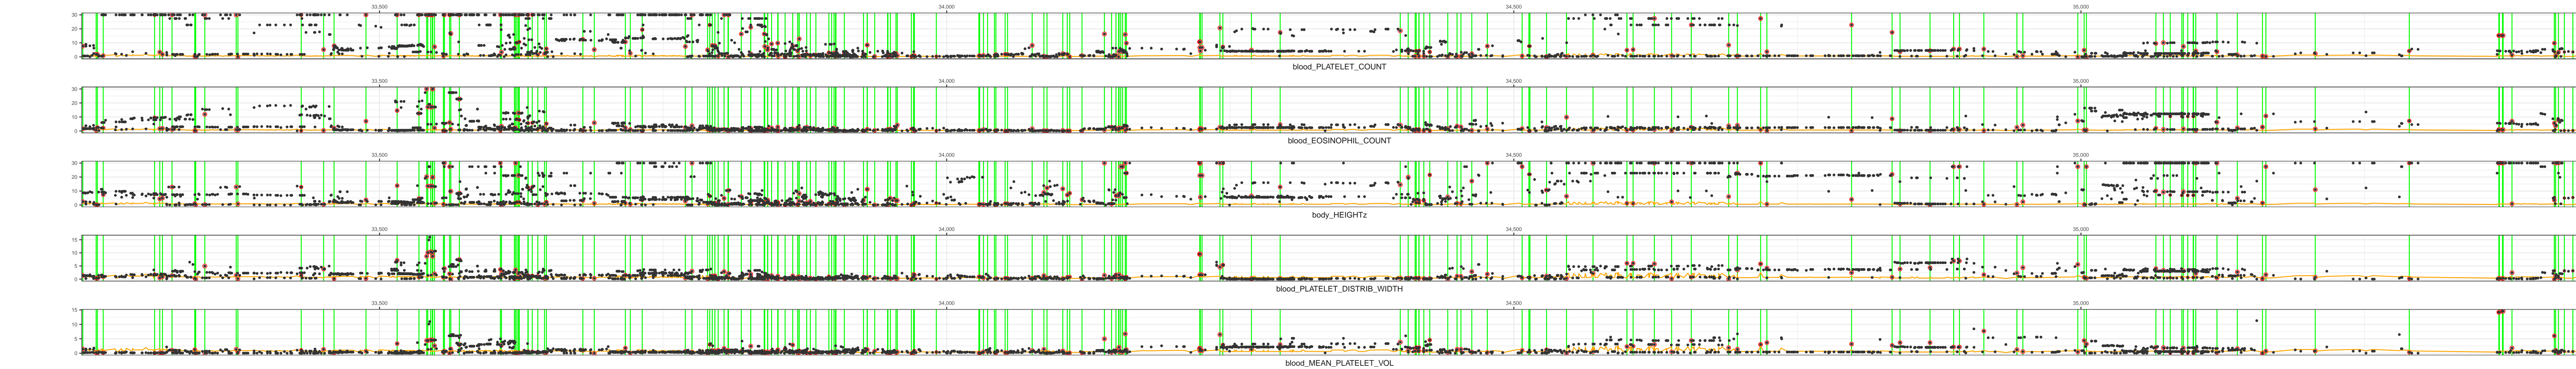 33,500 34,000 34,500 35,000
30
20
10
0
blood_PLATELET_COUNT
33,500 34,000 34,500 35,000
30
20
10
0
blood_EOSINOPHIL_COUNT
33,500 34,000 34,500 35,000
30
20
10
0
body_HEIGHTz
33,500 34,000 34,500 35,000
15
10
5
0
blood_PLATELET_DISTRIB_WIDTH
33,500 34,000 34,500 35,000
15
10
5
0
blood_MEAN_PLATELET_VOL